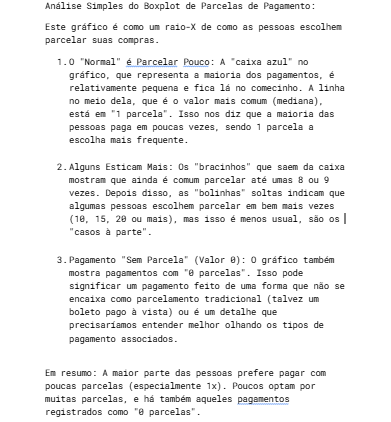 Análise Simples do Boxplot de Parcelas de Pagamento:
Este gráfico é como um raio-X de como as pessoas escolhem
parcelar suas compras.
1. O "Normal" é Parcelar Pouco: A "caixa azul" no
gráfico, que representa a maioria dos pagamentos, é
relativamente pequena e fica lá no comecinho. A linha
no meio dela, que é o valor mais comum (mediana),
está em "1 parcela". Isso nos diz que a maioria das
pessoas paga em poucas vezes, sendo 1 parcela a
escolha mais frequente.
2. Alguns Esticam Mais: Os "bracinhos" que saem da caixa
mostram que ainda é comum parcelar até umas 8 ou 9
vezes. Depois disso, as "bolinhas" soltas indicam que
algumas pessoas escolhem parcelar em bem mais vezes
(10, 15, 20 ou mais), mas isso é menos usual, são os
"casos à parte".
3. Pagamento "Sem Parcela" (Valor 0): O gráfico também
mostra pagamentos com "0 parcelas". Isso pode
significar um pagamento feito de uma forma que não se
encaixa como parcelamento tradicional (talvez um
boleto pago à vista) ou é um detalhe que
precisaríamos entender melhor olhando os tipos de
pagamento associados.
Em resumo: A maior parte das pessoas prefere pagar com
poucas parcelas (especialmente 1x). Poucos optam por
muitas parcelas, e há também aqueles pagamentos
registrados como "0 parcelas".